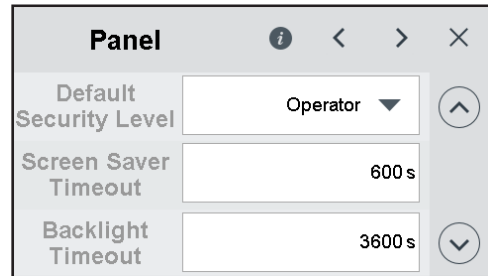 Panel
Default
Security Level
Operator
Screen Saver
Timeout
600 s
Backlight
Timeout
3600 s